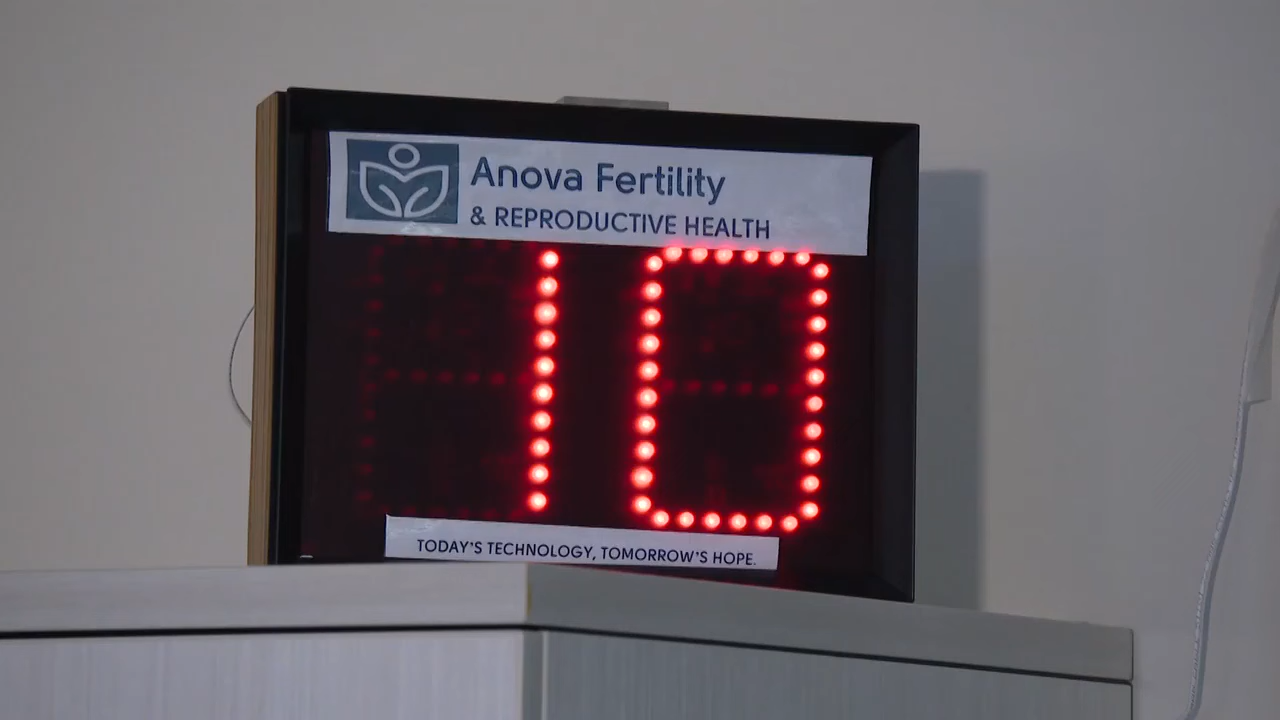 Anova Fertility
& REPRODUCTIVE HEALTH
10
TODAY'S TECHNOLOGY, TOMORROW'S HOPE.